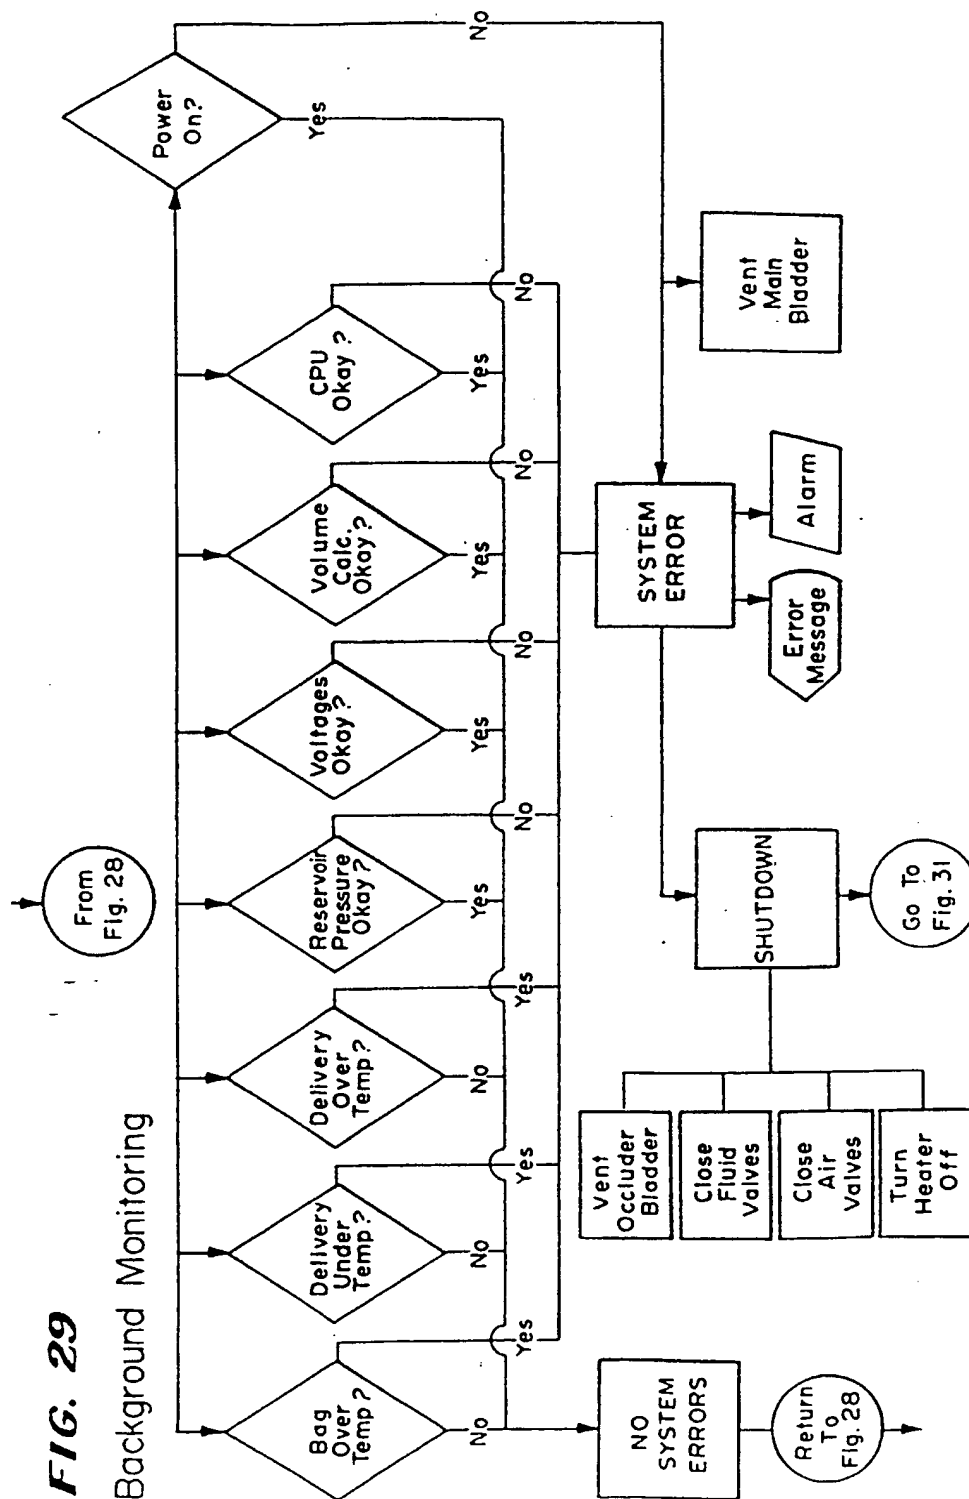 FIG. 29
Background Monitoring
From
Fig. 28
Bag
Over
Temp?
Delivery
Under
Temp?
Delivery
Over
Temp?
Reservoir
Pressure
Okay?
Voltages
Okay?
Volume
Calc.
Okay?
CPU
Okay?
Power
On?
No
Yes
No
Yes
No
Yes
Yes
No
Yes
No
Yes
No
Yes
No
Yes
No
NO
SYSTEM
ERRORS
Return
To
Fig. 28
Vent
Occluder
Bladder
Close
Fluid
Valves
Close
Air
Valves
Turn
Heater
Off
SHUTDOWN
Go To
Fig. 31
SYSTEM
ERROR
Error
Message
Alarm
Vent
Main
Bladder